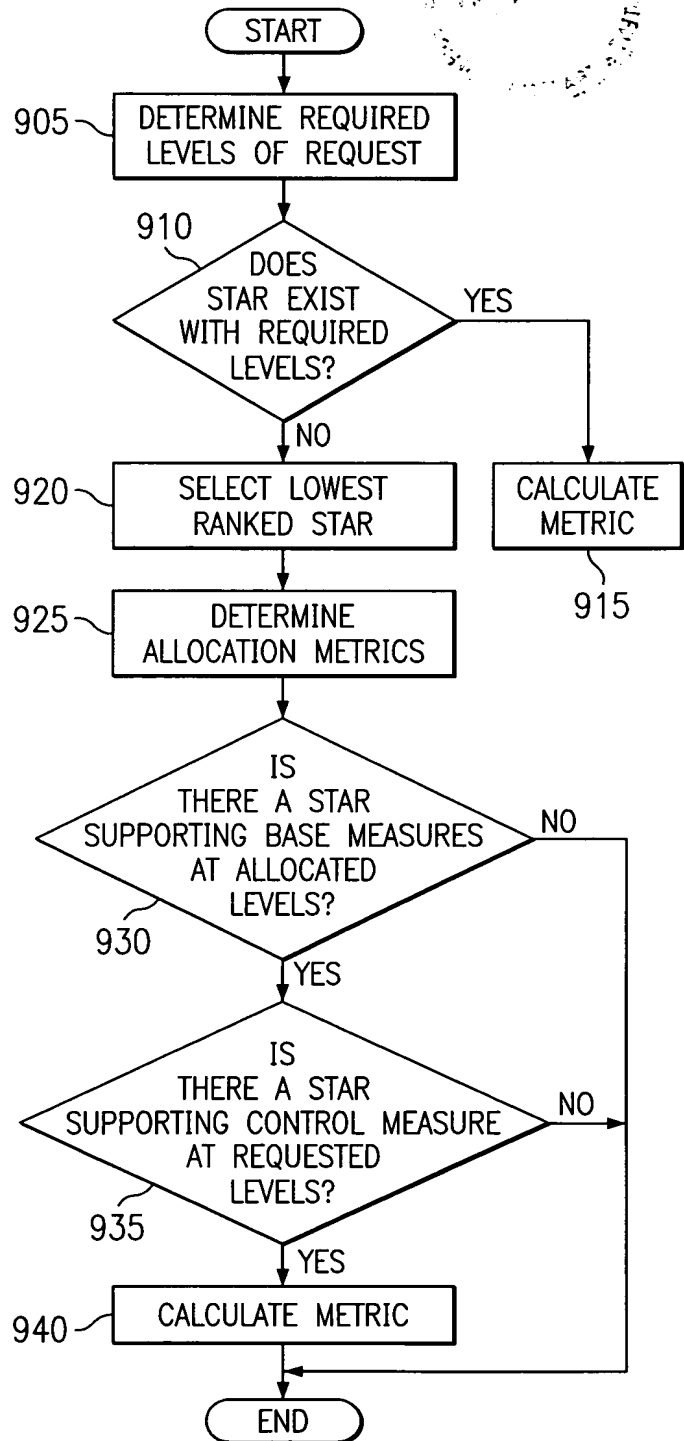 START
905
DETERMINE REQUIRED
LEVELS OF REQUEST
910
DOES
STAR EXIST
WITH REQUIRED
LEVELS?
YES
NO
920
SELECT LOWEST
RANKED STAR
CALCULATE
METRIC
915
925
DETERMINE
ALLOCATION METRICS
IS
THERE A STAR
SUPPORTING BASE MEASURES
AT ALLOCATED
LEVELS?
NO
930
YES
IS
THERE A STAR
SUPPORTING CONTROL MEASURE
AT REQUESTED
LEVELS?
NO
935
YES
940
CALCULATE METRIC
END